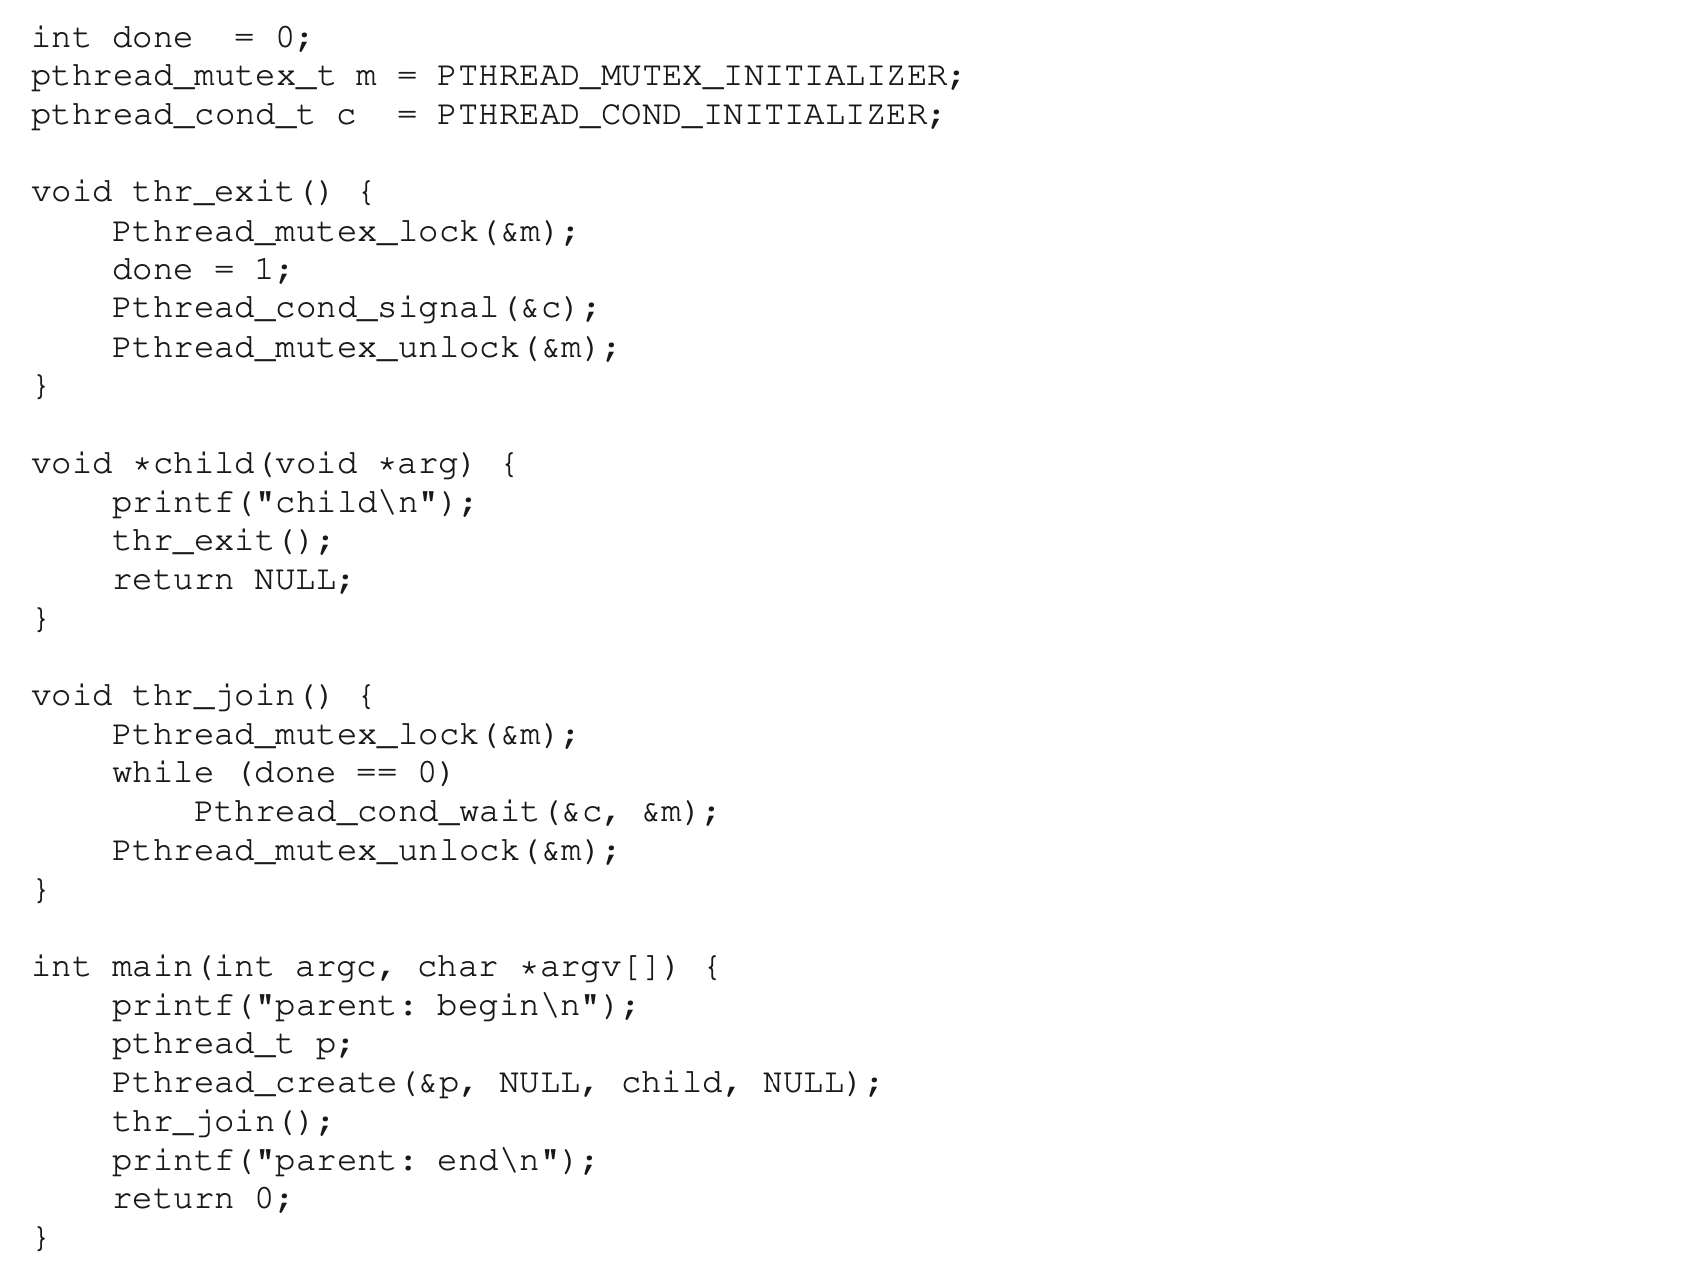 int done  = 0;
pthread_mutex_t m = PTHREAD_MUTEX_INITIALIZER;
pthread_cond_t c  = PTHREAD_COND_INITIALIZER;

void thr_exit() {
    Pthread_mutex_lock(&m);
    done = 1;
    Pthread_cond_signal(&c);
    Pthread_mutex_unlock(&m);
}

void *child(void *arg) {
    printf("child\n");
    thr_exit();
    return NULL;
}

void thr_join() {
    Pthread_mutex_lock(&m);
    while (done == 0)
        Pthread_cond_wait(&c, &m);
    Pthread_mutex_unlock(&m);
}

int main(int argc, char *argv[]) {
    printf("parent: begin\n");
    pthread_t p;
    Pthread_create(&p, NULL, child, NULL);
    thr_join();
    printf("parent: end\n");
    return 0;
}